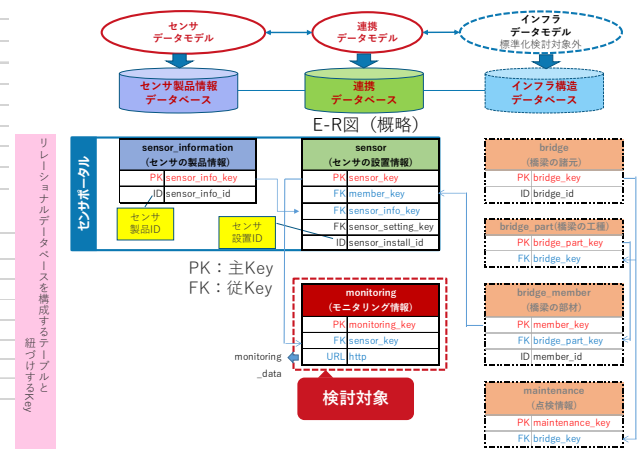 センサ
データモデル
連携
データモデル
インフラ
データモデル
標準化検討対象外
センサ製品情報
データベース
連携
データベース
インフラ構造
データベース
E-R図（概略）
リレーショナルデータベースを構成するテーブルと
紐づけするKey
センサポータル
sensor_information
（センサの製品情報）
PK sensor_info_key
ID sensor_info_id
センサ
製品ID
sensor
（センサの設置情報）
PK sensor_key
FK member_key
FK sensor_info_key
FK sensor_setting_key
ID sensor_install_id
センサ
設置ID
PK：主Key
FK：従Key
monitoring
（モニタリング情報）
PK monitoring_key
FK sensor_key
URL http
monitoring
_data
検討対象
bridge
（橋梁の諸元）
PK bridge_key
ID bridge_id
bridge_part(橋梁の工種）
PK bridge_part_key
FK bridge_key
bridge_member
（橋梁の部材）
PK member_key
FK bridge_part_key
ID member_id
maintenance
（点検情報）
PK maintenance_key
FK bridge_key